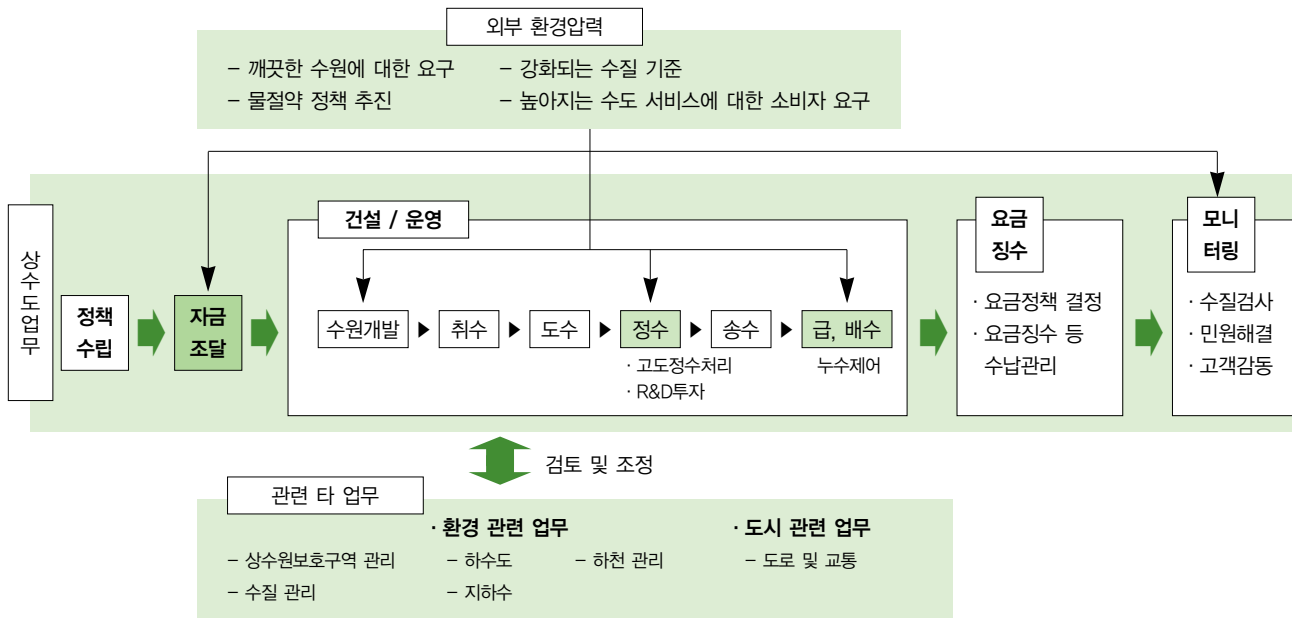 외부 환경압력
– 깨끗한 수원에 대한 요구
– 강화되는 수질 기준
– 물절약 정책 추진
– 높아지는 수도 서비스에 대한 소비자 요구
상수도업무
정책
수립
자금
조달
건설 / 운영
수원개발
취수
도수
정수
송수
급, 배수
· 고도정수처리
· R&D투자
누수제어
요금
징수
· 요금정책 결정
· 요금징수 등
수납관리
모니
터링
· 수질검사
· 민원해결
· 고객감동
검토 및 조정
관련 타 업무
– 상수원보호구역 관리
– 수질 관리
· 환경 관련 업무
– 하수도
– 하천 관리
– 지하수
· 도시 관련 업무
– 도로 및 교통